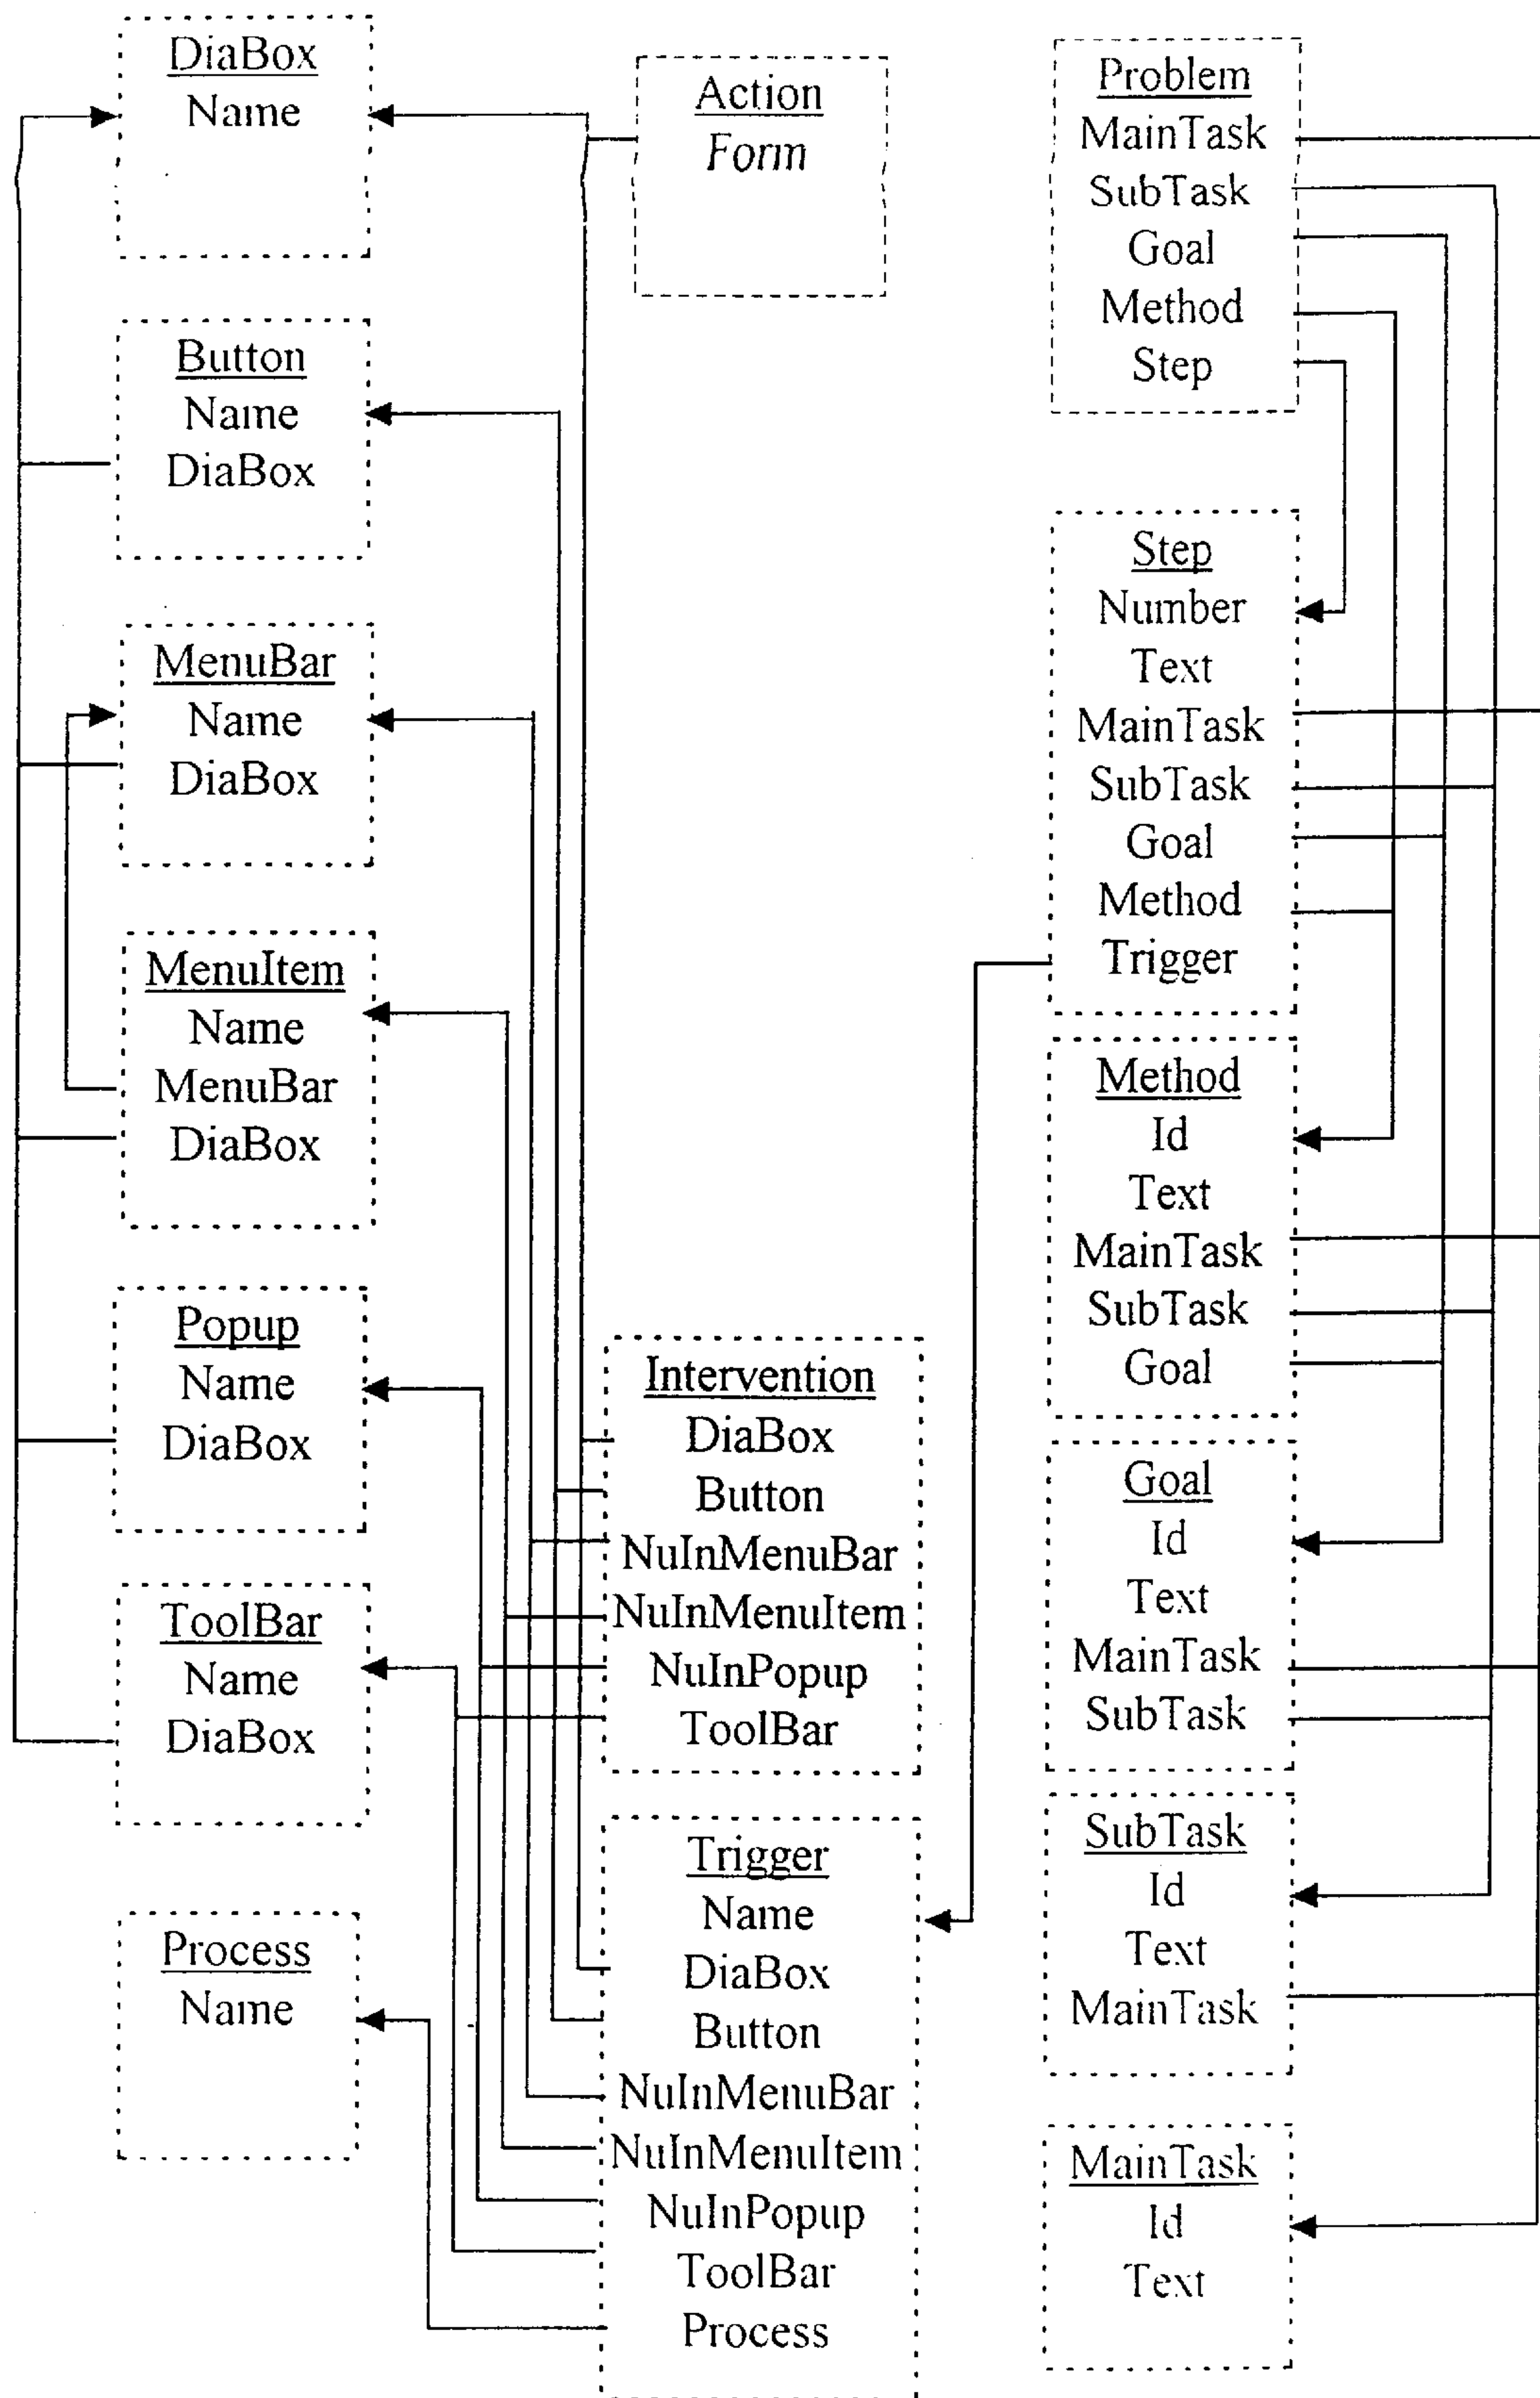 DiaBox
Name
Button
Name
DiaBox
MenuBar
Name
DiaBox
MenuItem
Name
MenuBar
DiaBox
Popup
Name
DiaBox
ToolBar
Name
DiaBox
Process
Name
Action
Form
Intervention
DiaBox
Button
NuInMenuBar
NuInMenuItem
NuInPopup
ToolBar
Trigger
Name
DiaBox
Button
NuInMenuBar
NuInMenuItem
NuInPopup
ToolBar
Process
Problem
MainTask
SubTask
Goal
Method
Step
Step
Number
Text
MainTask
SubTask
Goal
Method
Trigger
Method
Id
Text
MainTask
SubTask
Goal
Goal
Id
Text
MainTask
SubTask
SubTask
Id
Text
MainTask
MainTask
Id
Text